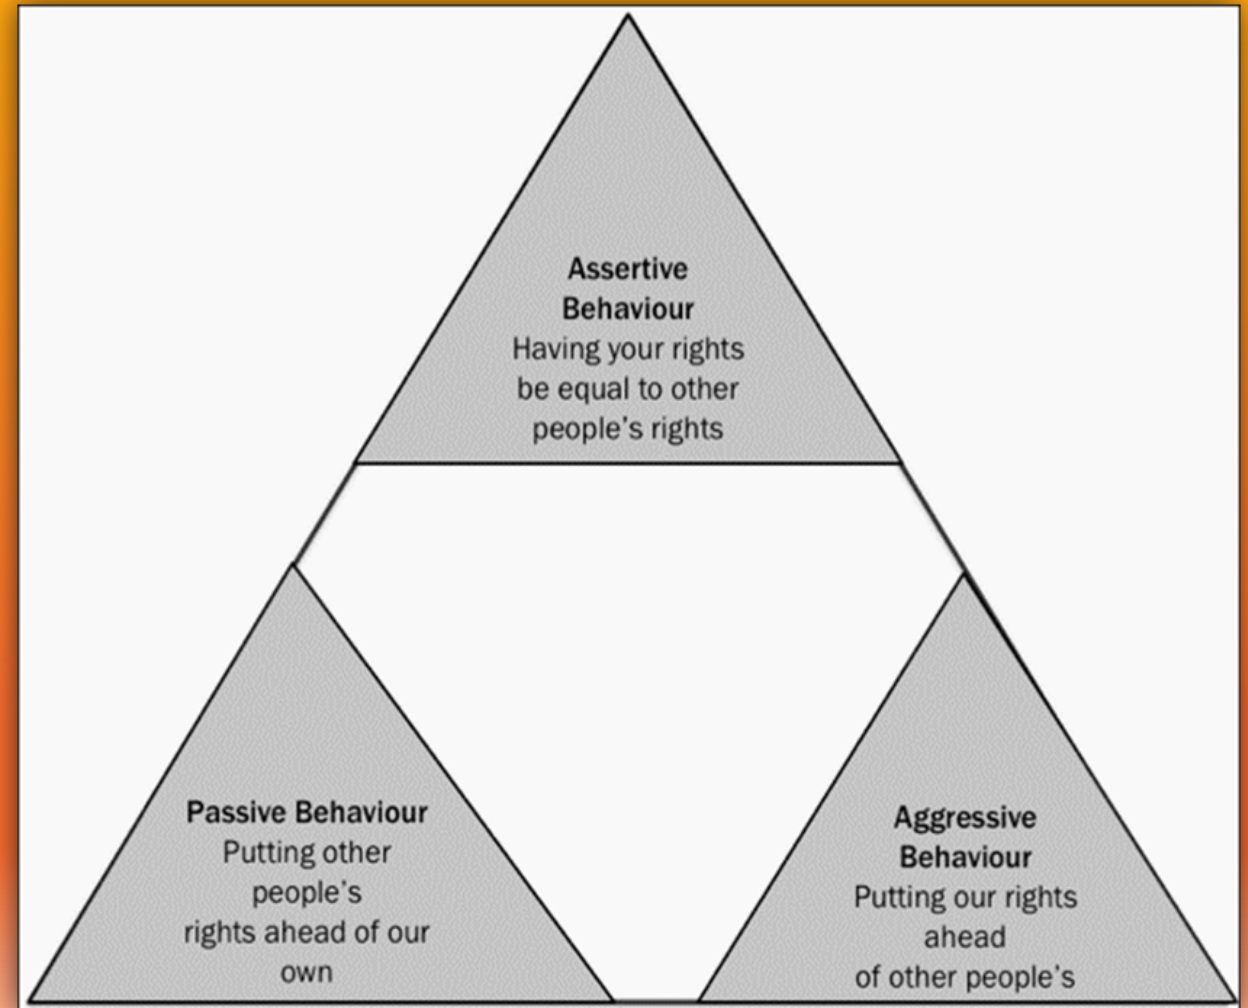 Assertive
Behaviour
Having your rights
be equal to other
people's rights
Passive Behaviour
Putting other
people's
rights ahead of our
own
Aggressive
Behaviour
Putting our rights
ahead
of other people's